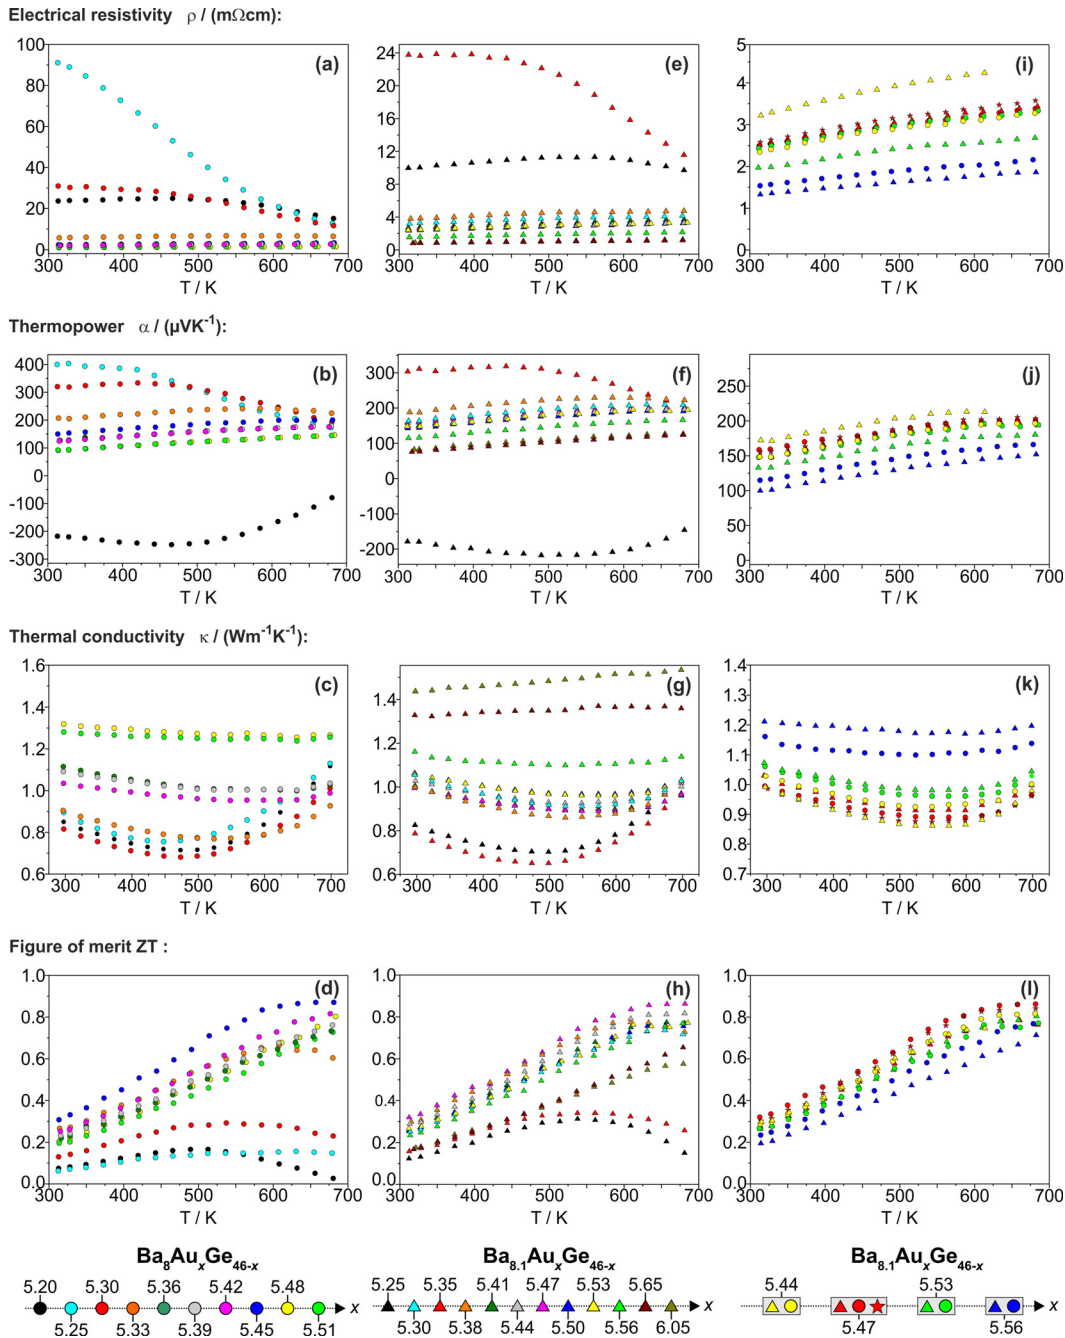 Electrical resistivity ρ / (mΩcm):
100
80
60
40
20
0
(a)
300 400 500 600 700
T / K
24
20
16
12
8
4
0
(e)
300 400 500 600 700
T / K
5
4
3
2
1
0
(i)
300 400 500 600 700
T / K
Thermopower α / (µVK⁻¹):
400
300
200
100
0
-100
-200
-300
(b)
300 400 500 600 700
T / K
300
200
100
0
-100
-200
(f)
300 400 500 600 700
T / K
250
200
150
100
50
0
(j)
300 400 500 600 700
T / K
Thermal conductivity κ / (Wm⁻¹K⁻¹):
1.6
1.4
1.2
1.0
0.8
0.6
(c)
300 400 500 600 700
T / K
1.4
1.2
1.0
0.8
0.6
(g)
300 400 500 600 700
T / K
1.4
1.3
1.2
1.1
1.0
0.9
0.8
0.7
(k)
300 400 500 600 700
T / K
Figure of merit ZT :
1.0
0.8
0.6
0.4
0.2
0.0
(d)
300 400 500 600 700
T / K
1.0
0.8
0.6
0.4
0.2
0.0
(h)
300 400 500 600 700
T / K
1.0
0.8
0.6
0.4
0.2
0.0
(l)
300 400 500 600 700
T / K
Ba₈AuₓGe₄₆₋ₓ
5.20 5.30 5.36 5.42 5.48
x
5.25 5.33 5.39 5.45 5.51
Ba₈.₁AuₓGe₄₆₋ₓ
5.25 5.35 5.41 5.47 5.53 5.65
x
5.30 5.38 5.44 5.50 5.56 6.05
Ba₈.₁AuₓGe₄₆₋ₓ
5.44 5.53
x
5.47 5.56